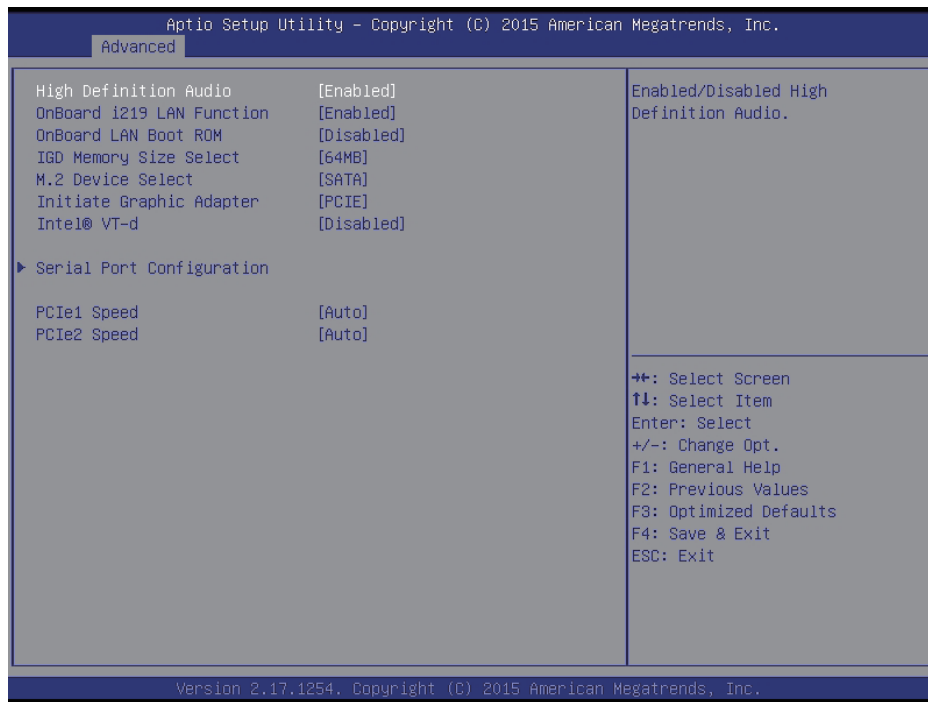 Aptio Setup Utility – Copyright (C) 2015 American Megatrends, Inc.
Advanced
High Definition Audio [Enabled]
OnBoard i219 LAN Function [Enabled]
OnBoard LAN Boot ROM [Disabled]
IGD Memory Size Select [64MB]
M.2 Device Select [SATA]
Initiate Graphic Adapter [PCIE]
Intel® VT-d [Disabled]
▶ Serial Port Configuration
PCIe1 Speed [Auto]
PCIe2 Speed [Auto]
Enabled/Disabled High
Definition Audio.
→←: Select Screen
↑↓: Select Item
Enter: Select
+/-: Change Opt.
F1: General Help
F2: Previous Values
F3: Optimized Defaults
F4: Save & Exit
ESC: Exit
Version 2.17.1254. Copyright (C) 2015 American Megatrends, Inc.